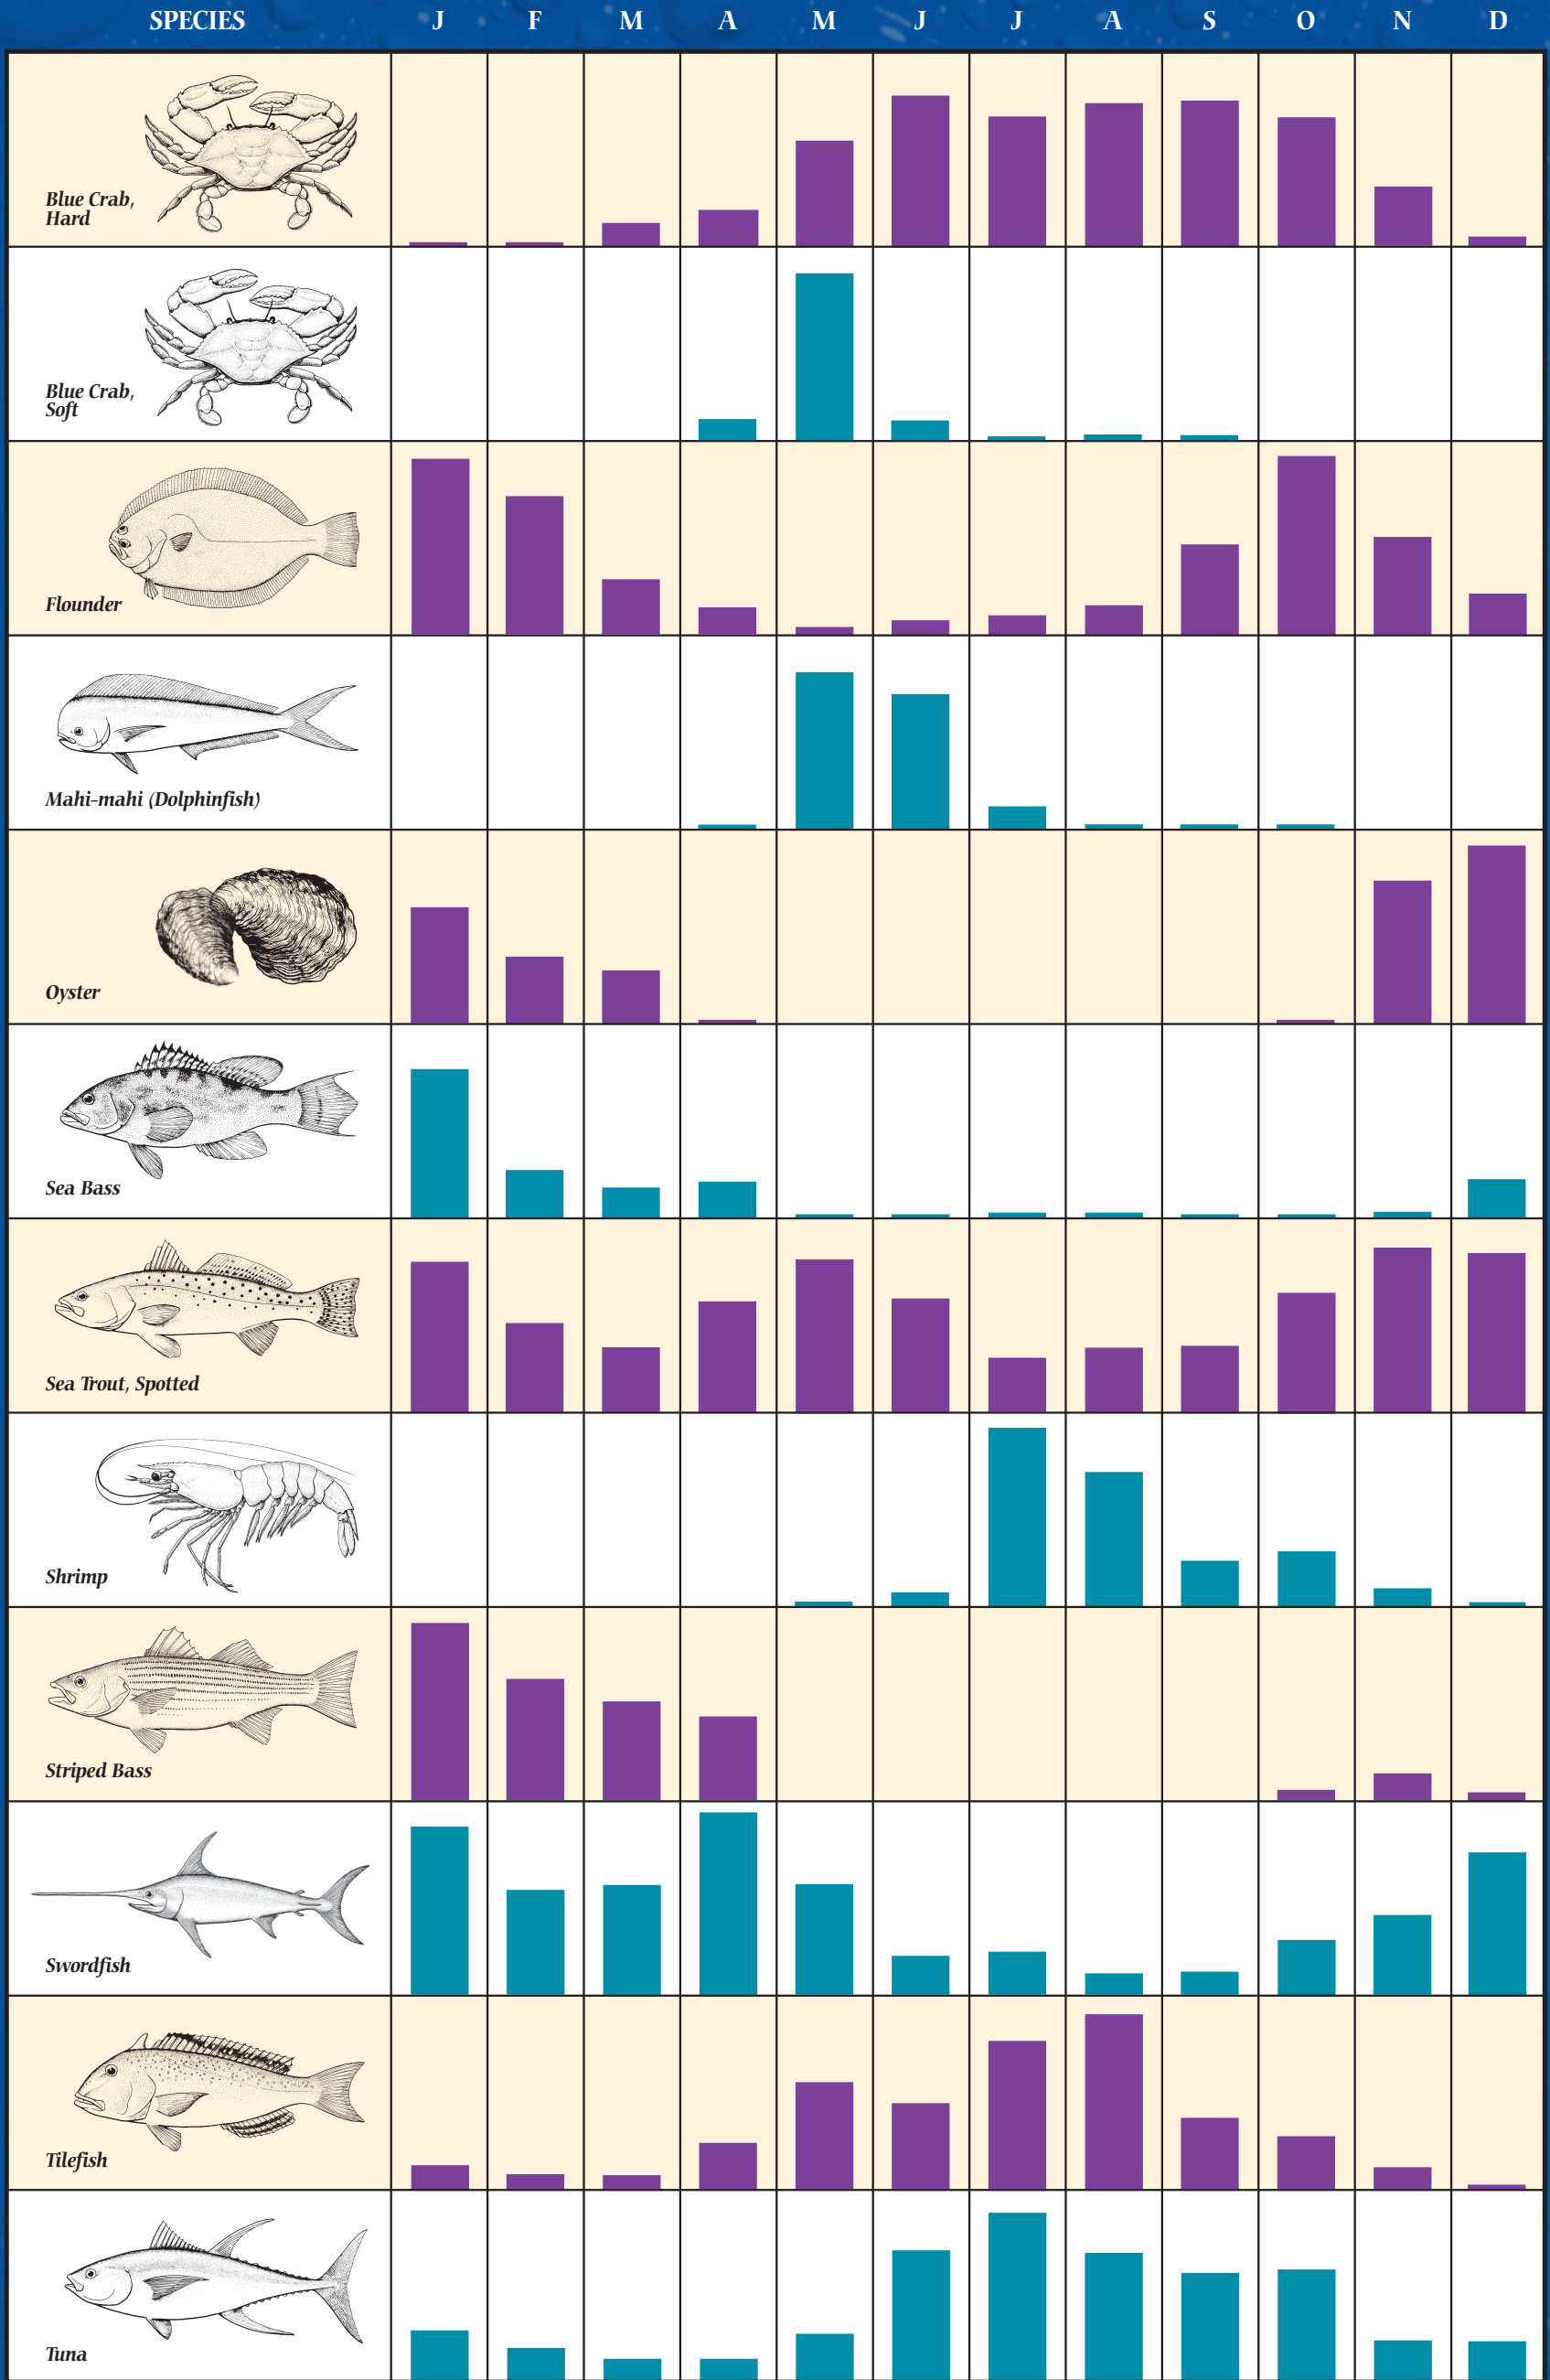 SPECIES J F M A M J J A S O N D
Blue Crab,
Hard
Blue Crab,
Soft
Flounder
Mahi-mahi (Dolphinfish)
Oyster
Sea Bass
Sea Trout, Spotted
Shrimp
Striped Bass
Swordfish
Tilefish
Tuna